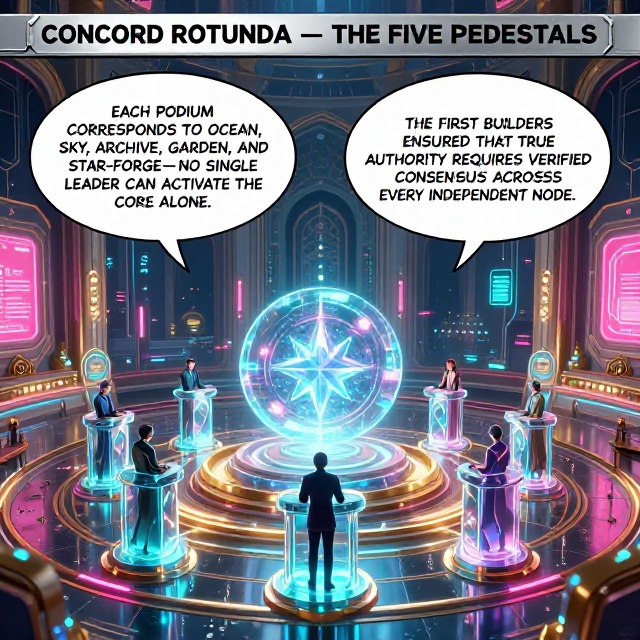 CONCORD ROTUNDA — THE FIVE PEDESTALS
EACH PODIUM
CORRESPONDS TO OCEAN,
SKY, ARCHIVE, GARDEN, AND
STAR-FORGE—NO SINGLE
LEADER CAN ACTIVATE THE
CORE ALONE.
THE FIRST BUILDERS
ENSURED THAT TRUE
AUTHORITY REQUIRES VERIFIED
CONSENSUS ACROSS
EVERY INDEPENDENT NODE.